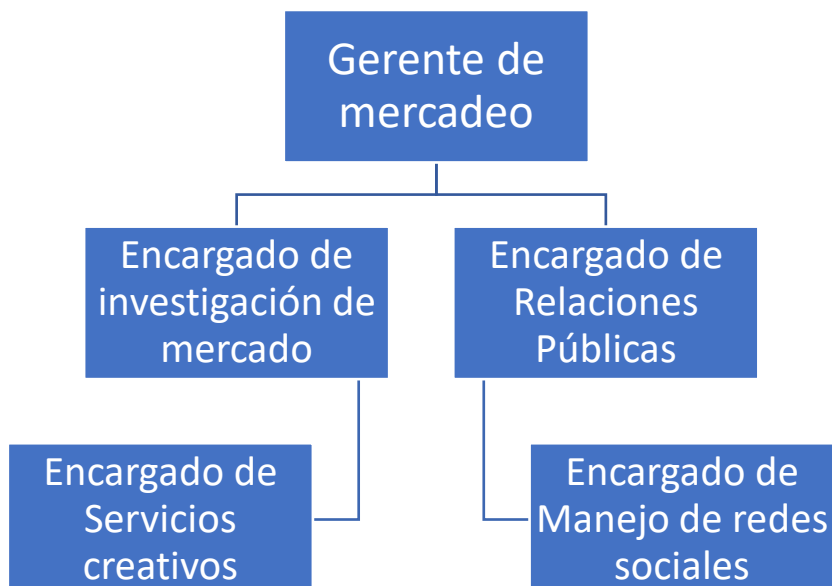 Gerente de
mercadeo
Encargado de
investigación de
mercado
Encargado de
Relaciones
Públicas
Encargado de
Servicios
creativos
Encargado de
Manejo de redes
sociales